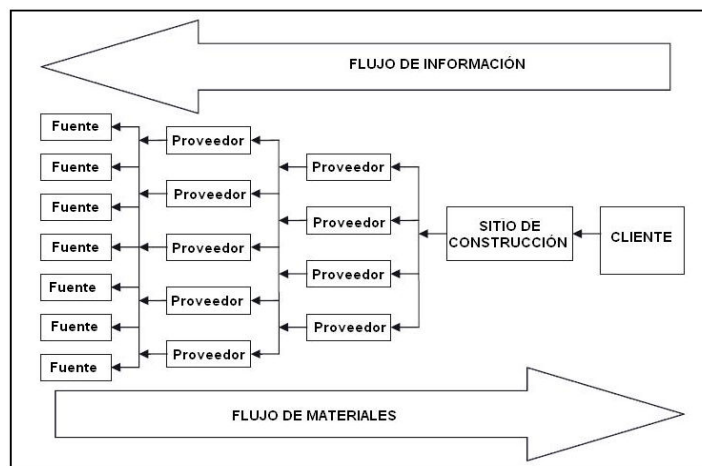 FLUJO DE INFORMACIÓN
Fuente
Fuente
Fuente
Fuente
Fuente
Fuente
Fuente
Proveedor
Proveedor
Proveedor
Proveedor
Proveedor
Proveedor
Proveedor
Proveedor
Proveedor
SITIO DE
CONSTRUCCIÓN
CLIENTE
FLUJO DE MATERIALES